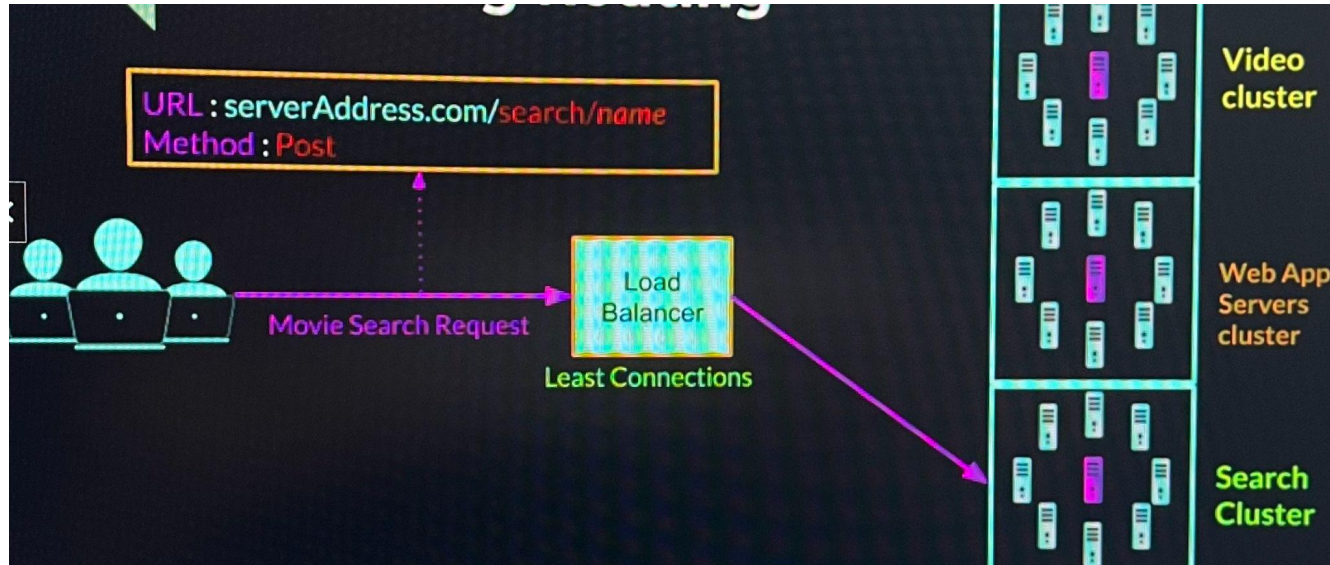 URL : serverAddress.com/search/name
Method : Post
Video
cluster
Load
Balancer
Movie Search Request
Least Connections
Web App
Servers
cluster
Search
Cluster